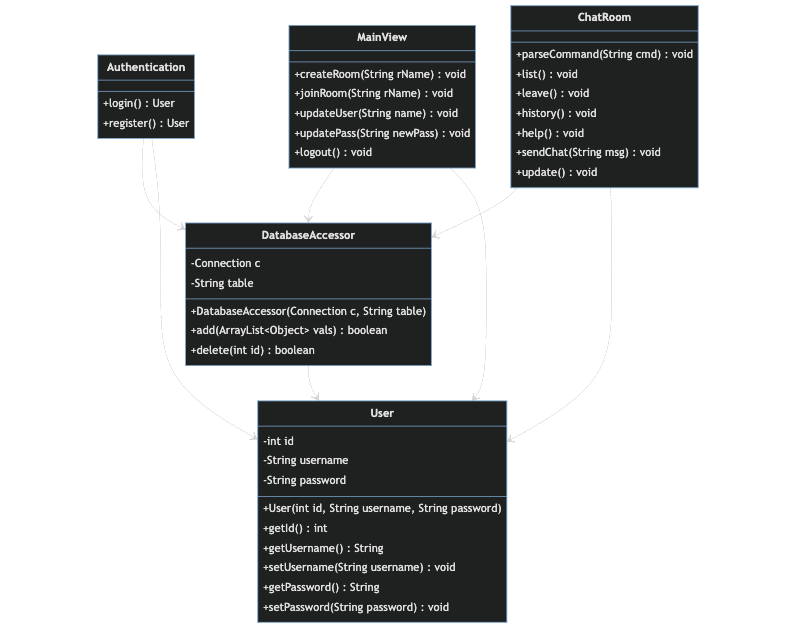 Authentication
+login() : User
+register() : User
MainView
+createRoom(String rName) : void
+joinRoom(String rName) : void
+updateUser(String name) : void
+updatePass(String newPass) : void
+logout() : void
ChatRoom
+parseCommand(String cmd) : void
+list() : void
+leave() : void
+history() : void
+help() : void
+sendChat(String msg) : void
+update() : void
DatabaseAccessor
-Connection c
-String table
+DatabaseAccessor(Connection c, String table)
+add(ArrayList<Object> vals) : boolean
+delete(int id) : boolean
User
-int id
-String username
-String password
+User(int id, String username, String password)
+getId() : int
+getUsername() : String
+setUsername(String username) : void
+getPassword() : String
+setPassword(String password) : void